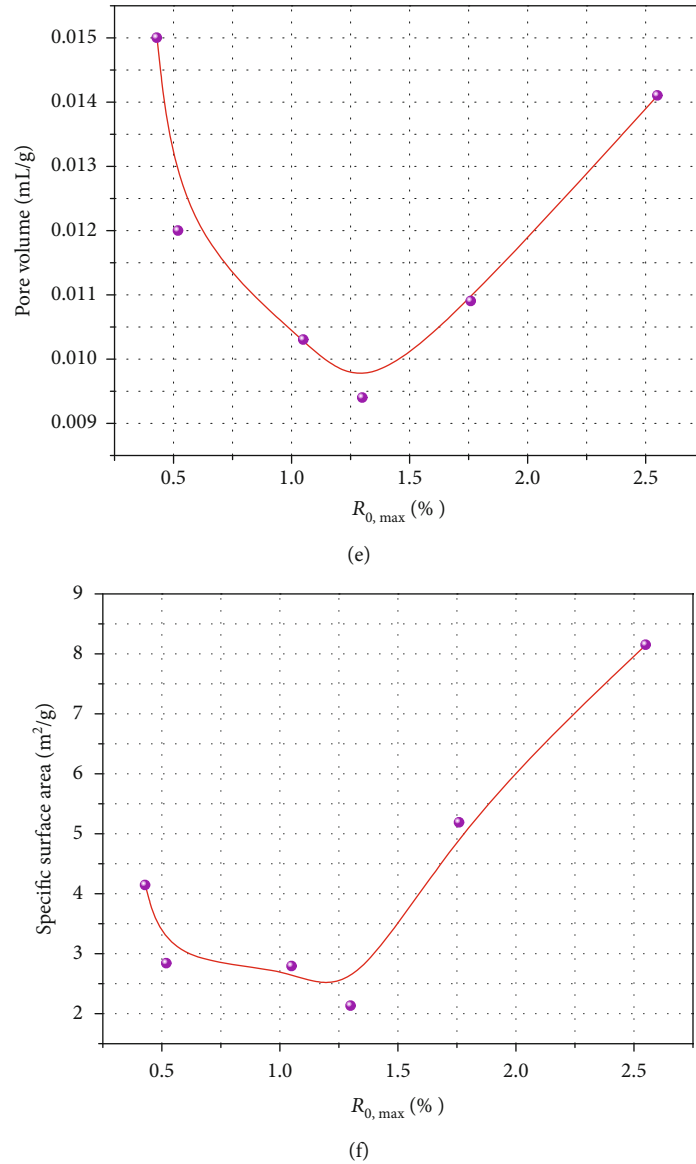 0.015
0.014
0.013
0.012
0.011
0.010
0.009
Pore volume (mL/g)
0.5 1.0 1.5 2.0 2.5
R0, max (% )
(e)
9
8
7
6
5
4
3
2
Specific surface area (m²/g)
0.5 1.0 1.5 2.0 2.5
R0, max (% )
(f)